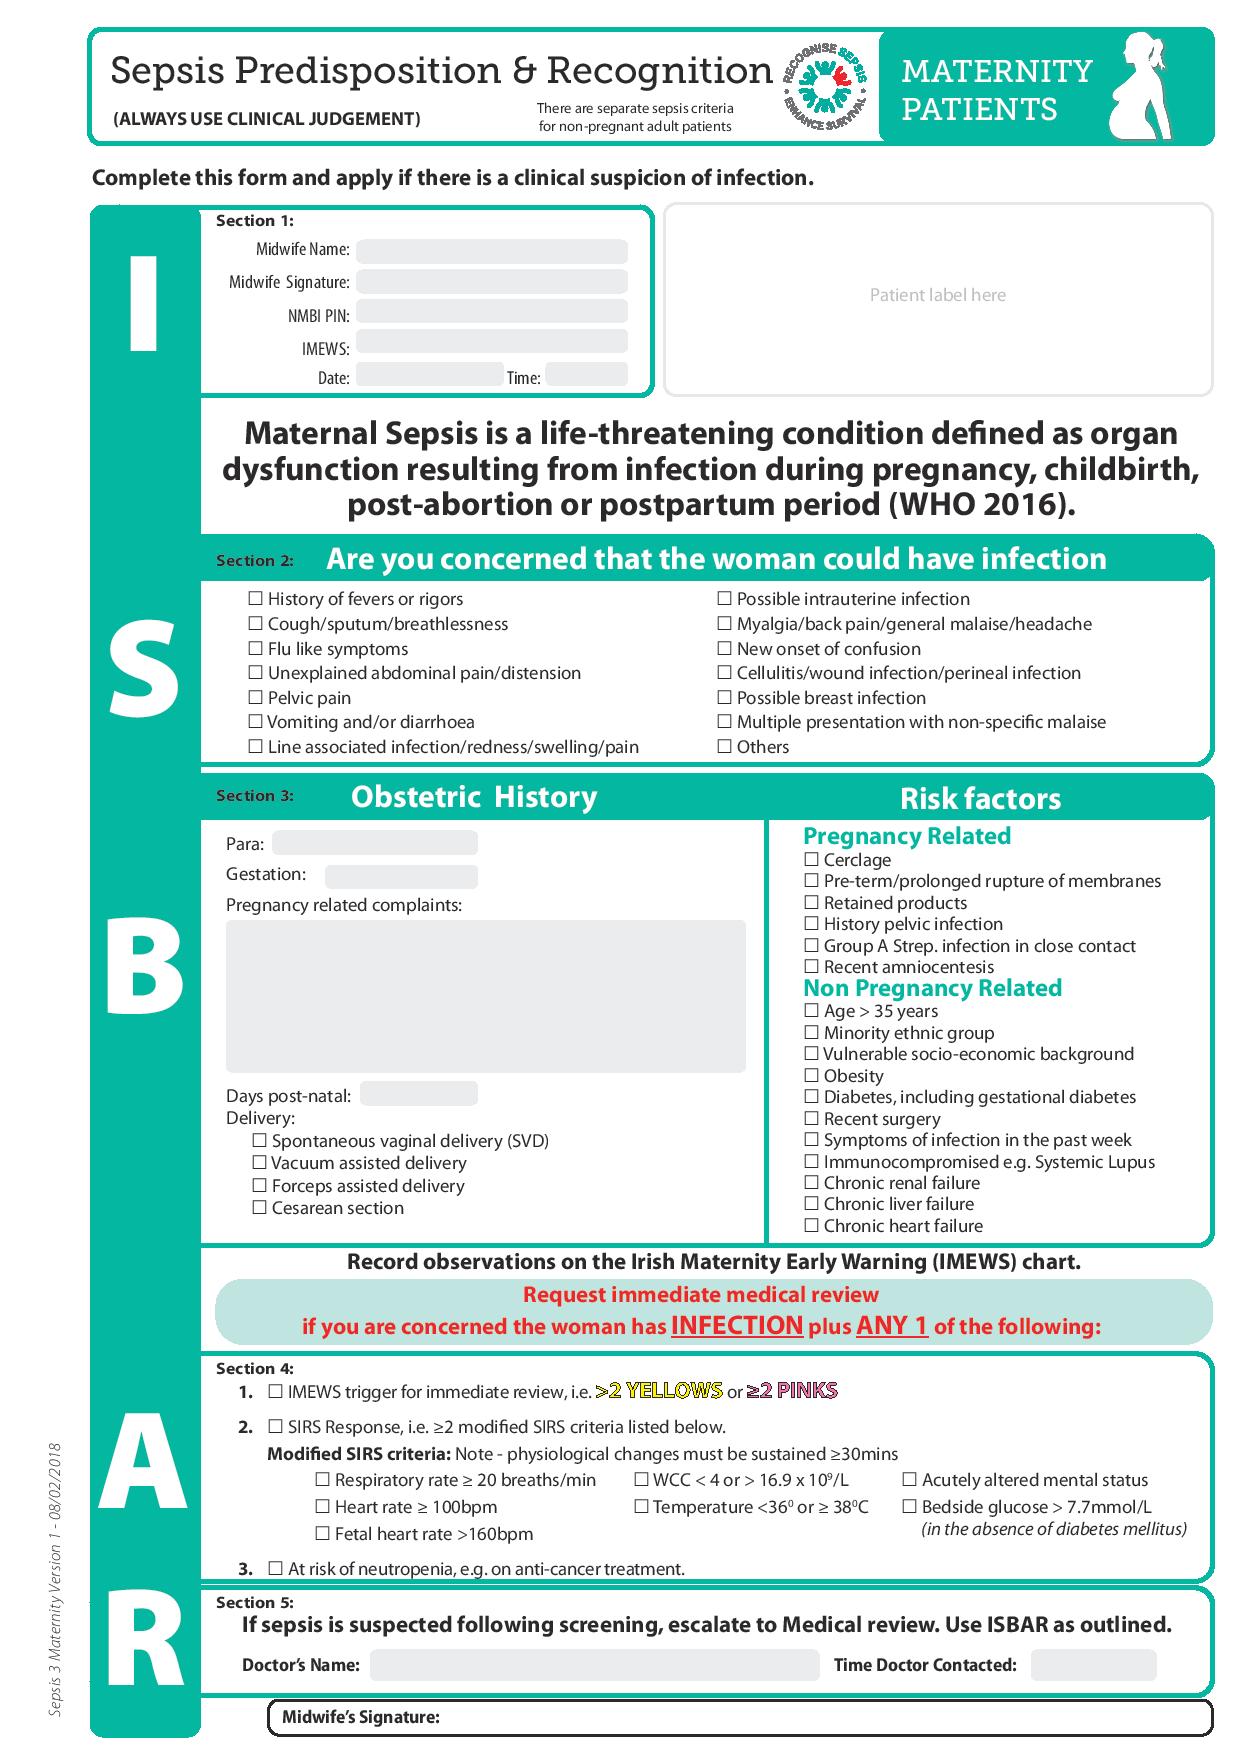 Sepsis Predisposition & Recognition
(ALWAYS USE CLINICAL JUDGEMENT)
There are separate sepsis criteria
for non-pregnant adult patients
RECOGNISE SEPSIS
ENHANCE SURVIVAL
MATERNITY
PATIENTS
Complete this form and apply if there is a clinical suspicion of infection.
I
Section 1:
Midwife Name:
Midwife Signature:
NMBI PIN:
IMEWS:
Date: Time:
Patient label here
Maternal Sepsis is a life-threatening condition defined as organ
dysfunction resulting from infection during pregnancy, childbirth,
post-abortion or postpartum period (WHO 2016).
S
Section 2: Are you concerned that the woman could have infection
☐ History of fevers or rigors
☐ Cough/sputum/breathlessness
☐ Flu like symptoms
☐ Unexplained abdominal pain/distension
☐ Pelvic pain
☐ Vomiting and/or diarrhoea
☐ Line associated infection/redness/swelling/pain
☐ Possible intrauterine infection
☐ Myalgia/back pain/general malaise/headache
☐ New onset of confusion
☐ Cellulitis/wound infection/perineal infection
☐ Possible breast infection
☐ Multiple presentation with non-specific malaise
☐ Others
B
Section 3: Obstetric History
Para:
Gestation:
Pregnancy related complaints:
Days post-natal:
Delivery:
☐ Spontaneous vaginal delivery (SVD)
☐ Vacuum assisted delivery
☐ Forceps assisted delivery
☐ Cesarean section
Risk factors
Pregnancy Related
☐ Cerclage
☐ Pre-term/prolonged rupture of membranes
☐ Retained products
☐ History pelvic infection
☐ Group A Strep. infection in close contact
☐ Recent amniocentesis
Non Pregnancy Related
☐ Age > 35 years
☐ Minority ethnic group
☐ Vulnerable socio-economic background
☐ Obesity
☐ Diabetes, including gestational diabetes
☐ Recent surgery
☐ Symptoms of infection in the past week
☐ Immunocompromised e.g. Systemic Lupus
☐ Chronic renal failure
☐ Chronic liver failure
☐ Chronic heart failure
Record observations on the Irish Maternity Early Warning (IMEWS) chart.
Request immediate medical review
if you are concerned the woman has INFECTION plus ANY 1 of the following:
A
Section 4:
1. ☐ IMEWS trigger for immediate review, i.e. >2 YELLOWS or ≥2 PINKS
2. ☐ SIRS Response, i.e. ≥2 modified SIRS criteria listed below.
Modified SIRS criteria: Note - physiological changes must be sustained ≥30mins
☐ Respiratory rate ≥ 20 breaths/min ☐ WCC < 4 or > 16.9 x 10⁹/L ☐ Acutely altered mental status
☐ Heart rate ≥ 100bpm ☐ Temperature <36⁰ or ≥ 38⁰C ☐ Bedside glucose > 7.7mmol/L
☐ Fetal heart rate >160bpm (in the absence of diabetes mellitus)
3. ☐ At risk of neutropenia, e.g. on anti-cancer treatment.
R
Section 5:
If sepsis is suspected following screening, escalate to Medical review. Use ISBAR as outlined.
Doctor's Name: Time Doctor Contacted:
Midwife's Signature:
Sepsis 3 Maternity Version 1 - 08/02/2018